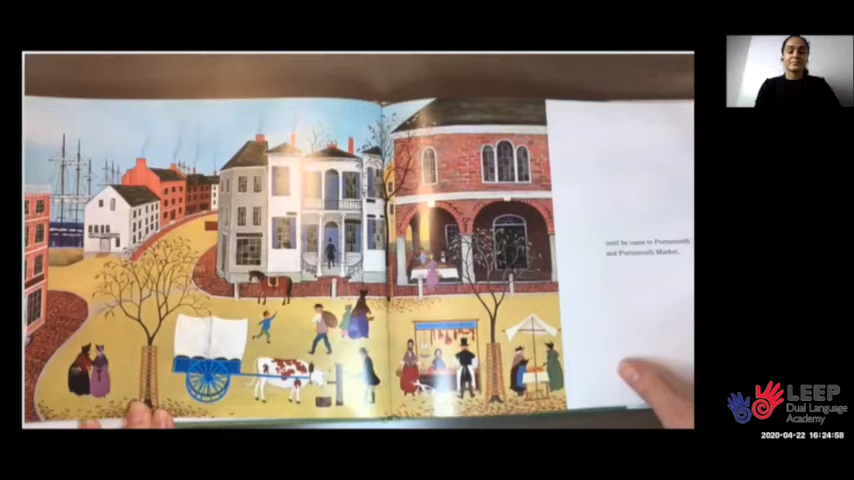 until he came to Portsmouth
and Portsmouth Market.
LEEP
Dual Language
Academy
2020-04-22 16:24:58